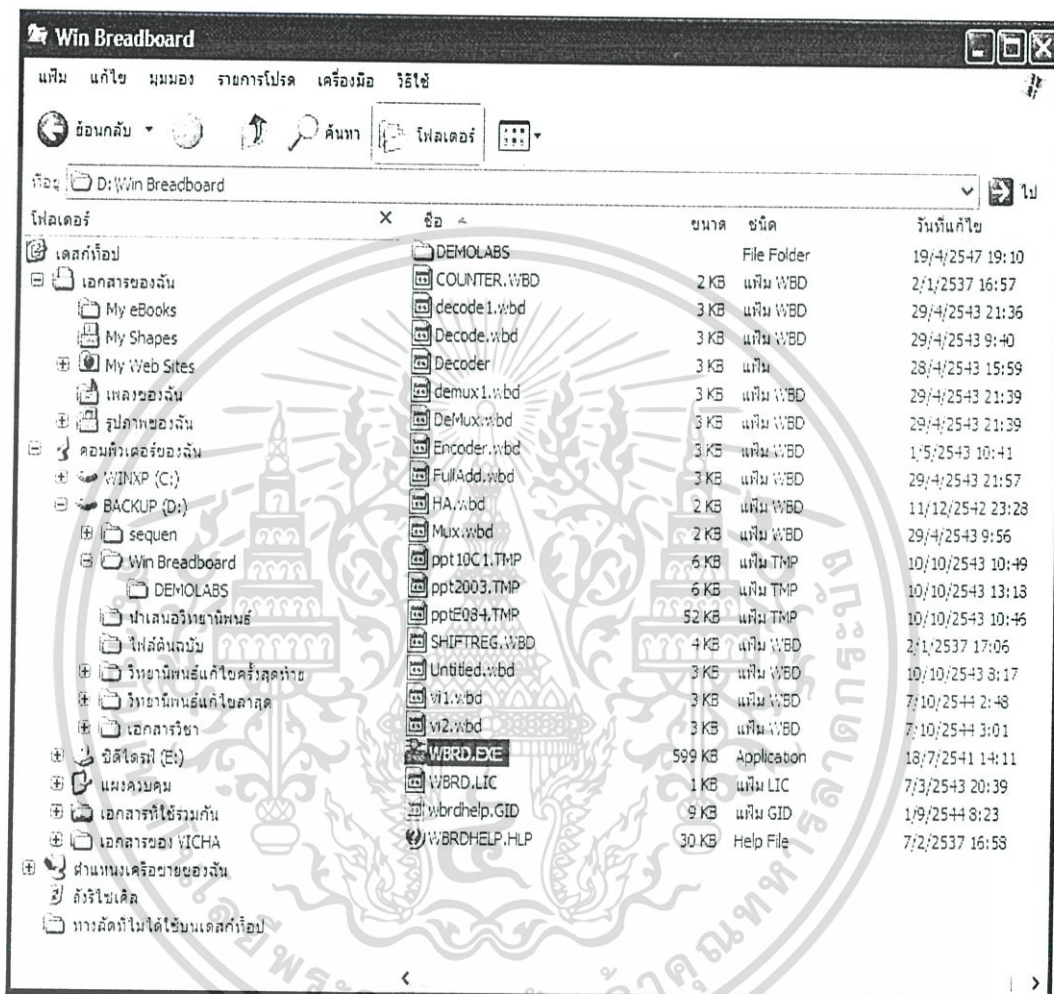 Win Breadboard
แฟ้ม แก้ไข มุมมอง รายการโปรด เครื่องมือ วิธีใช้
ย้อนกลับ ค้นหา โฟลเดอร์
ที่อยู่ D:\Win Breadboard ไป
โฟลเดอร์
เดสก์ท็อป
เอกสารของฉัน
My eBooks
My Shapes
My Web Sites
เพลงของฉัน
รูปภาพของฉัน
คอมพิวเตอร์ของฉัน
WINXP (C:)
BACKUP (D:)
sequen
Win Breadboard
DEMOLABS
นำเสนอวิทยานิพนธ์
ไฟล์ต้นฉบับ
วิทยานิพนธ์แก้ไขครั้งสุดท้าย
วิทยานิพนธ์แก้ไขล่าสุด
เอกสารวิชา
ซีดีไดรฟ์ (E:)
แผงควบคุม
เอกสารที่ใช้ร่วมกัน
เอกสารของ VICHA
ตำแหน่งเครือข่ายของฉัน
ถังรีไซเคิล
ทางลัดที่ไม่ได้ใช้บนเดสก์ท็อป
ชื่อ ขนาด ชนิด วันที่แก้ไข
DEMOLABS File Folder 19/4/2547 19:10
COUNTER.WBD 2 KB แฟ้ม WBD 2/1/2537 16:57
decode1.wbd 3 KB แฟ้ม WBD 29/4/2543 21:36
Decode.wbd 3 KB แฟ้ม WBD 29/4/2543 9:40
Decoder 3 KB แฟ้ม 28/4/2543 15:59
demux1.wbd 3 KB แฟ้ม WBD 29/4/2543 21:39
DeMux.wbd 3 KB แฟ้ม WBD 29/4/2543 21:39
Encoder.wbd 3 KB แฟ้ม WBD 1/5/2543 10:41
FullAdd.wbd 3 KB แฟ้ม WBD 29/4/2543 21:57
HA.wbd 2 KB แฟ้ม WBD 11/12/2542 23:28
Mux.wbd 2 KB แฟ้ม WBD 29/4/2543 9:56
ppt10C1.TMP 6 KB แฟ้ม TMP 10/10/2543 10:49
ppt2003.TMP 6 KB แฟ้ม TMP 10/10/2543 13:18
pptE084.TMP 52 KB แฟ้ม TMP 10/10/2543 10:46
SHIFTREG.WBD 4 KB แฟ้ม WBD 2/1/2537 17:06
Untitled.wbd 3 KB แฟ้ม WBD 10/10/2543 8:17
vi1.wbd 3 KB แฟ้ม WBD 7/10/2544 2:48
vi2.wbd 3 KB แฟ้ม WBD 7/10/2544 3:01
WBRD.EXE 599 KB Application 18/7/2541 14:11
WBRD.LIC 1 KB แฟ้ม LIC 7/3/2543 20:39
wbrdhelp.GID 9 KB แฟ้ม GID 1/9/2544 8:23
WBRDHELP.HLP 30 KB Help File 7/2/2537 16:58